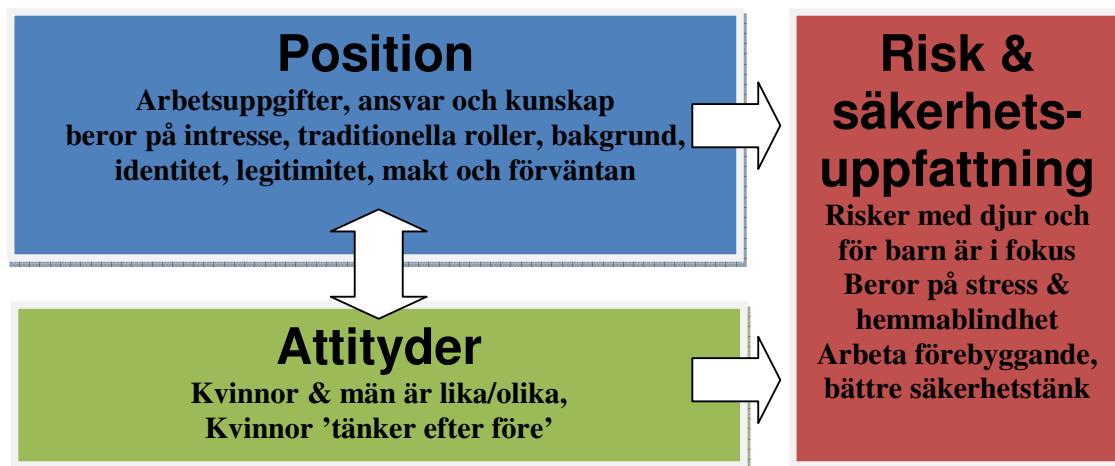 Position
Arbetsuppgifter, ansvar och kunskap
beror på intresse, traditionella roller, bakgrund,
identitet, legitimitet, makt och förväntan
Attityder
Kvinnor & män är lika/olika,
Kvinnor ’tänker efter före’
Risk &
säkerhets-
uppfattning
Risker med djur och
för barn är i fokus
Beror på stress &
hemmablindhet
Arbeta förebyggande,
bättre säkerhetstänk